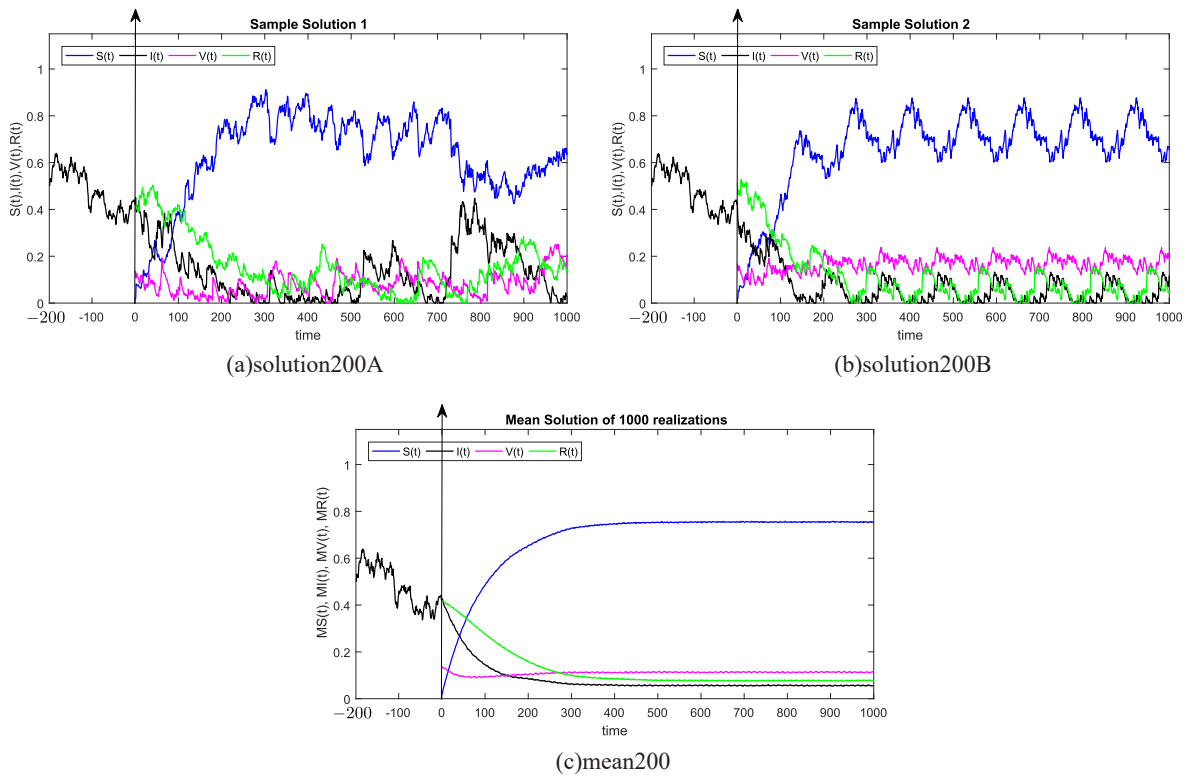 Sample Solution 1
S(t) I(t) V(t) R(t)
S(t),I(t),V(t),R(t)
1
0.8
0.6
0.4
0.2
0
−200 -100 0 100 200 300 400 500 600 700 800 900 1000
time
(a)solution200A
Sample Solution 2
S(t) I(t) V(t) R(t)
S(t),I(t),V(t),R(t)
1
0.8
0.6
0.4
0.2
0
−200 -100 0 100 200 300 400 500 600 700 800 900 1000
time
(b)solution200B
Mean Solution of 1000 realizations
S(t) I(t) V(t) R(t)
MS(t), MI(t), MV(t), MR(t)
1
0.8
0.6
0.4
0.2
0
−200 -100 0 100 200 300 400 500 600 700 800 900 1000
time
(c)mean200